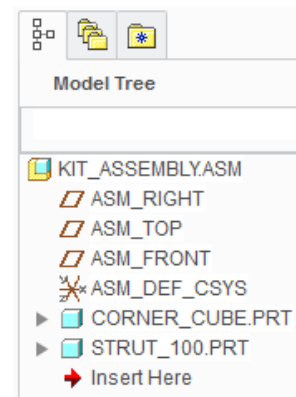 Model Tree
KIT_ASSEMBLY.ASM
ASM_RIGHT
ASM_TOP
ASM_FRONT
ASM_DEF_CSYS
CORNER_CUBE.PRT
STRUT_100.PRT
Insert Here